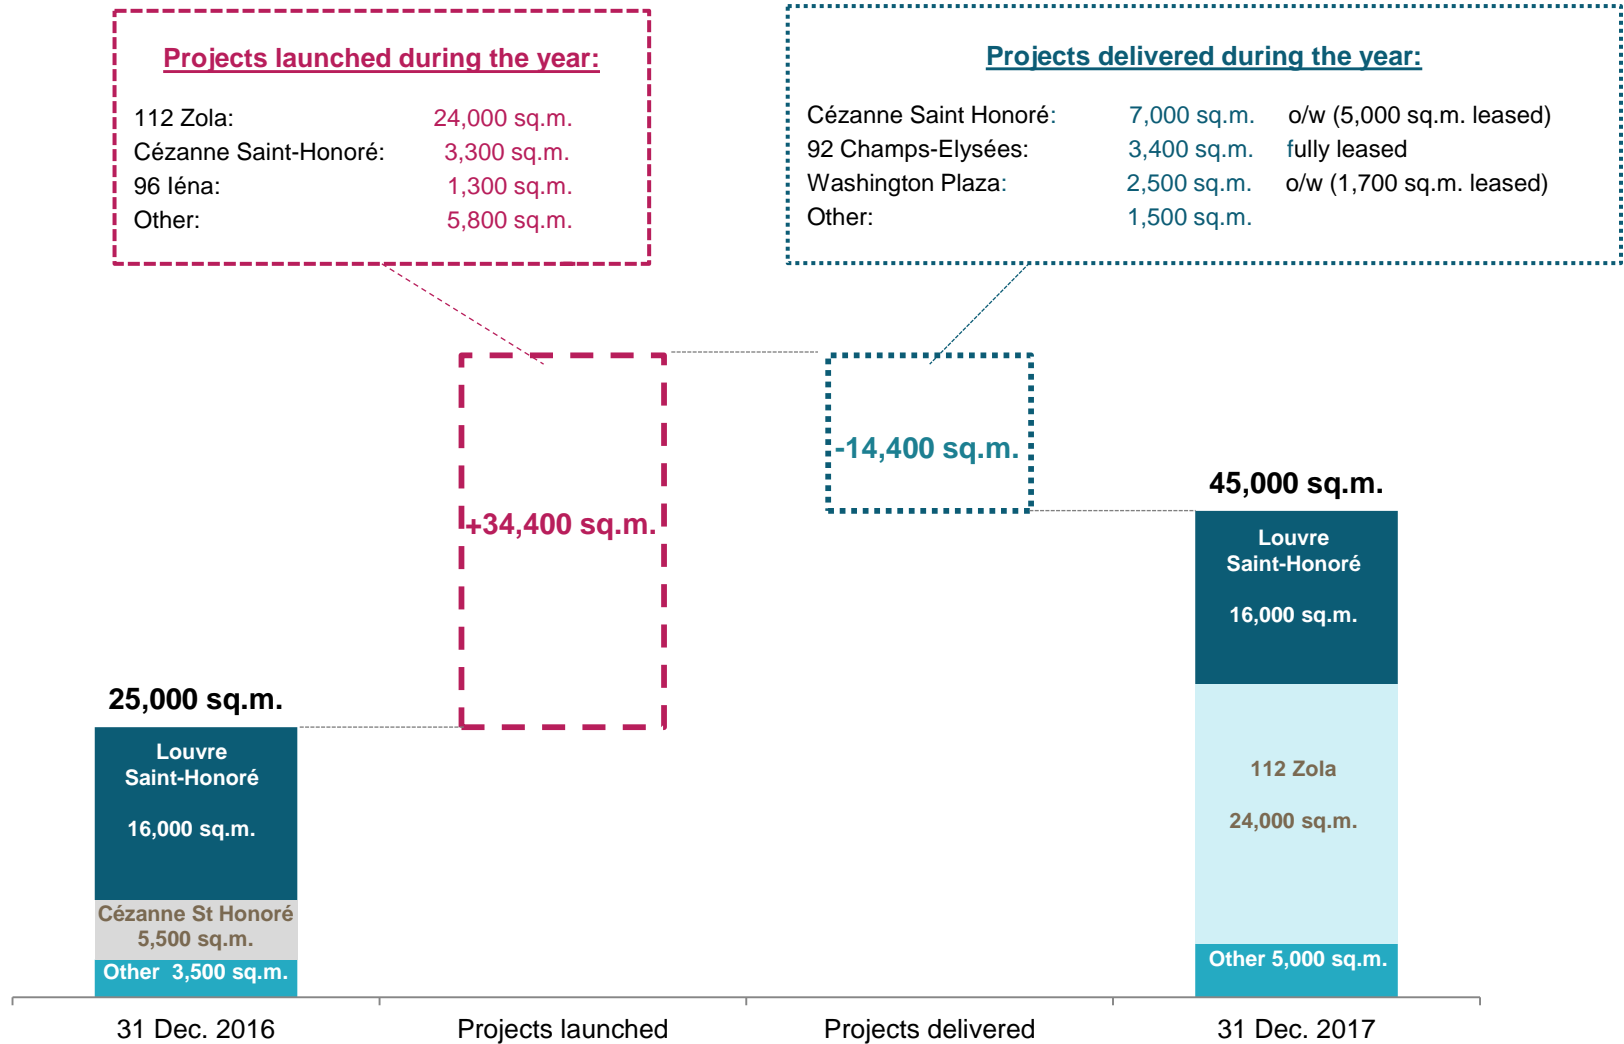 Projects launched during the year:
112 Zola: 24,000 sq.m.
Cézanne Saint-Honoré: 3,300 sq.m.
96 Iéna: 1,300 sq.m.
Other: 5,800 sq.m.
Projects delivered during the year:
Cézanne Saint Honoré: 7,000 sq.m. o/w (5,000 sq.m. leased)
92 Champs-Elysées: 3,400 sq.m. fully leased
Washington Plaza: 2,500 sq.m. o/w (1,700 sq.m. leased)
Other: 1,500 sq.m.
25,000 sq.m.
Louvre
Saint-Honoré
16,000 sq.m.
Cézanne St Honoré
5,500 sq.m.
Other 3,500 sq.m.
+34,400 sq.m.
-14,400 sq.m.
45,000 sq.m.
Louvre
Saint-Honoré
16,000 sq.m.
112 Zola
24,000 sq.m.
Other 5,000 sq.m.
31 Dec. 2016 Projects launched Projects delivered 31 Dec. 2017